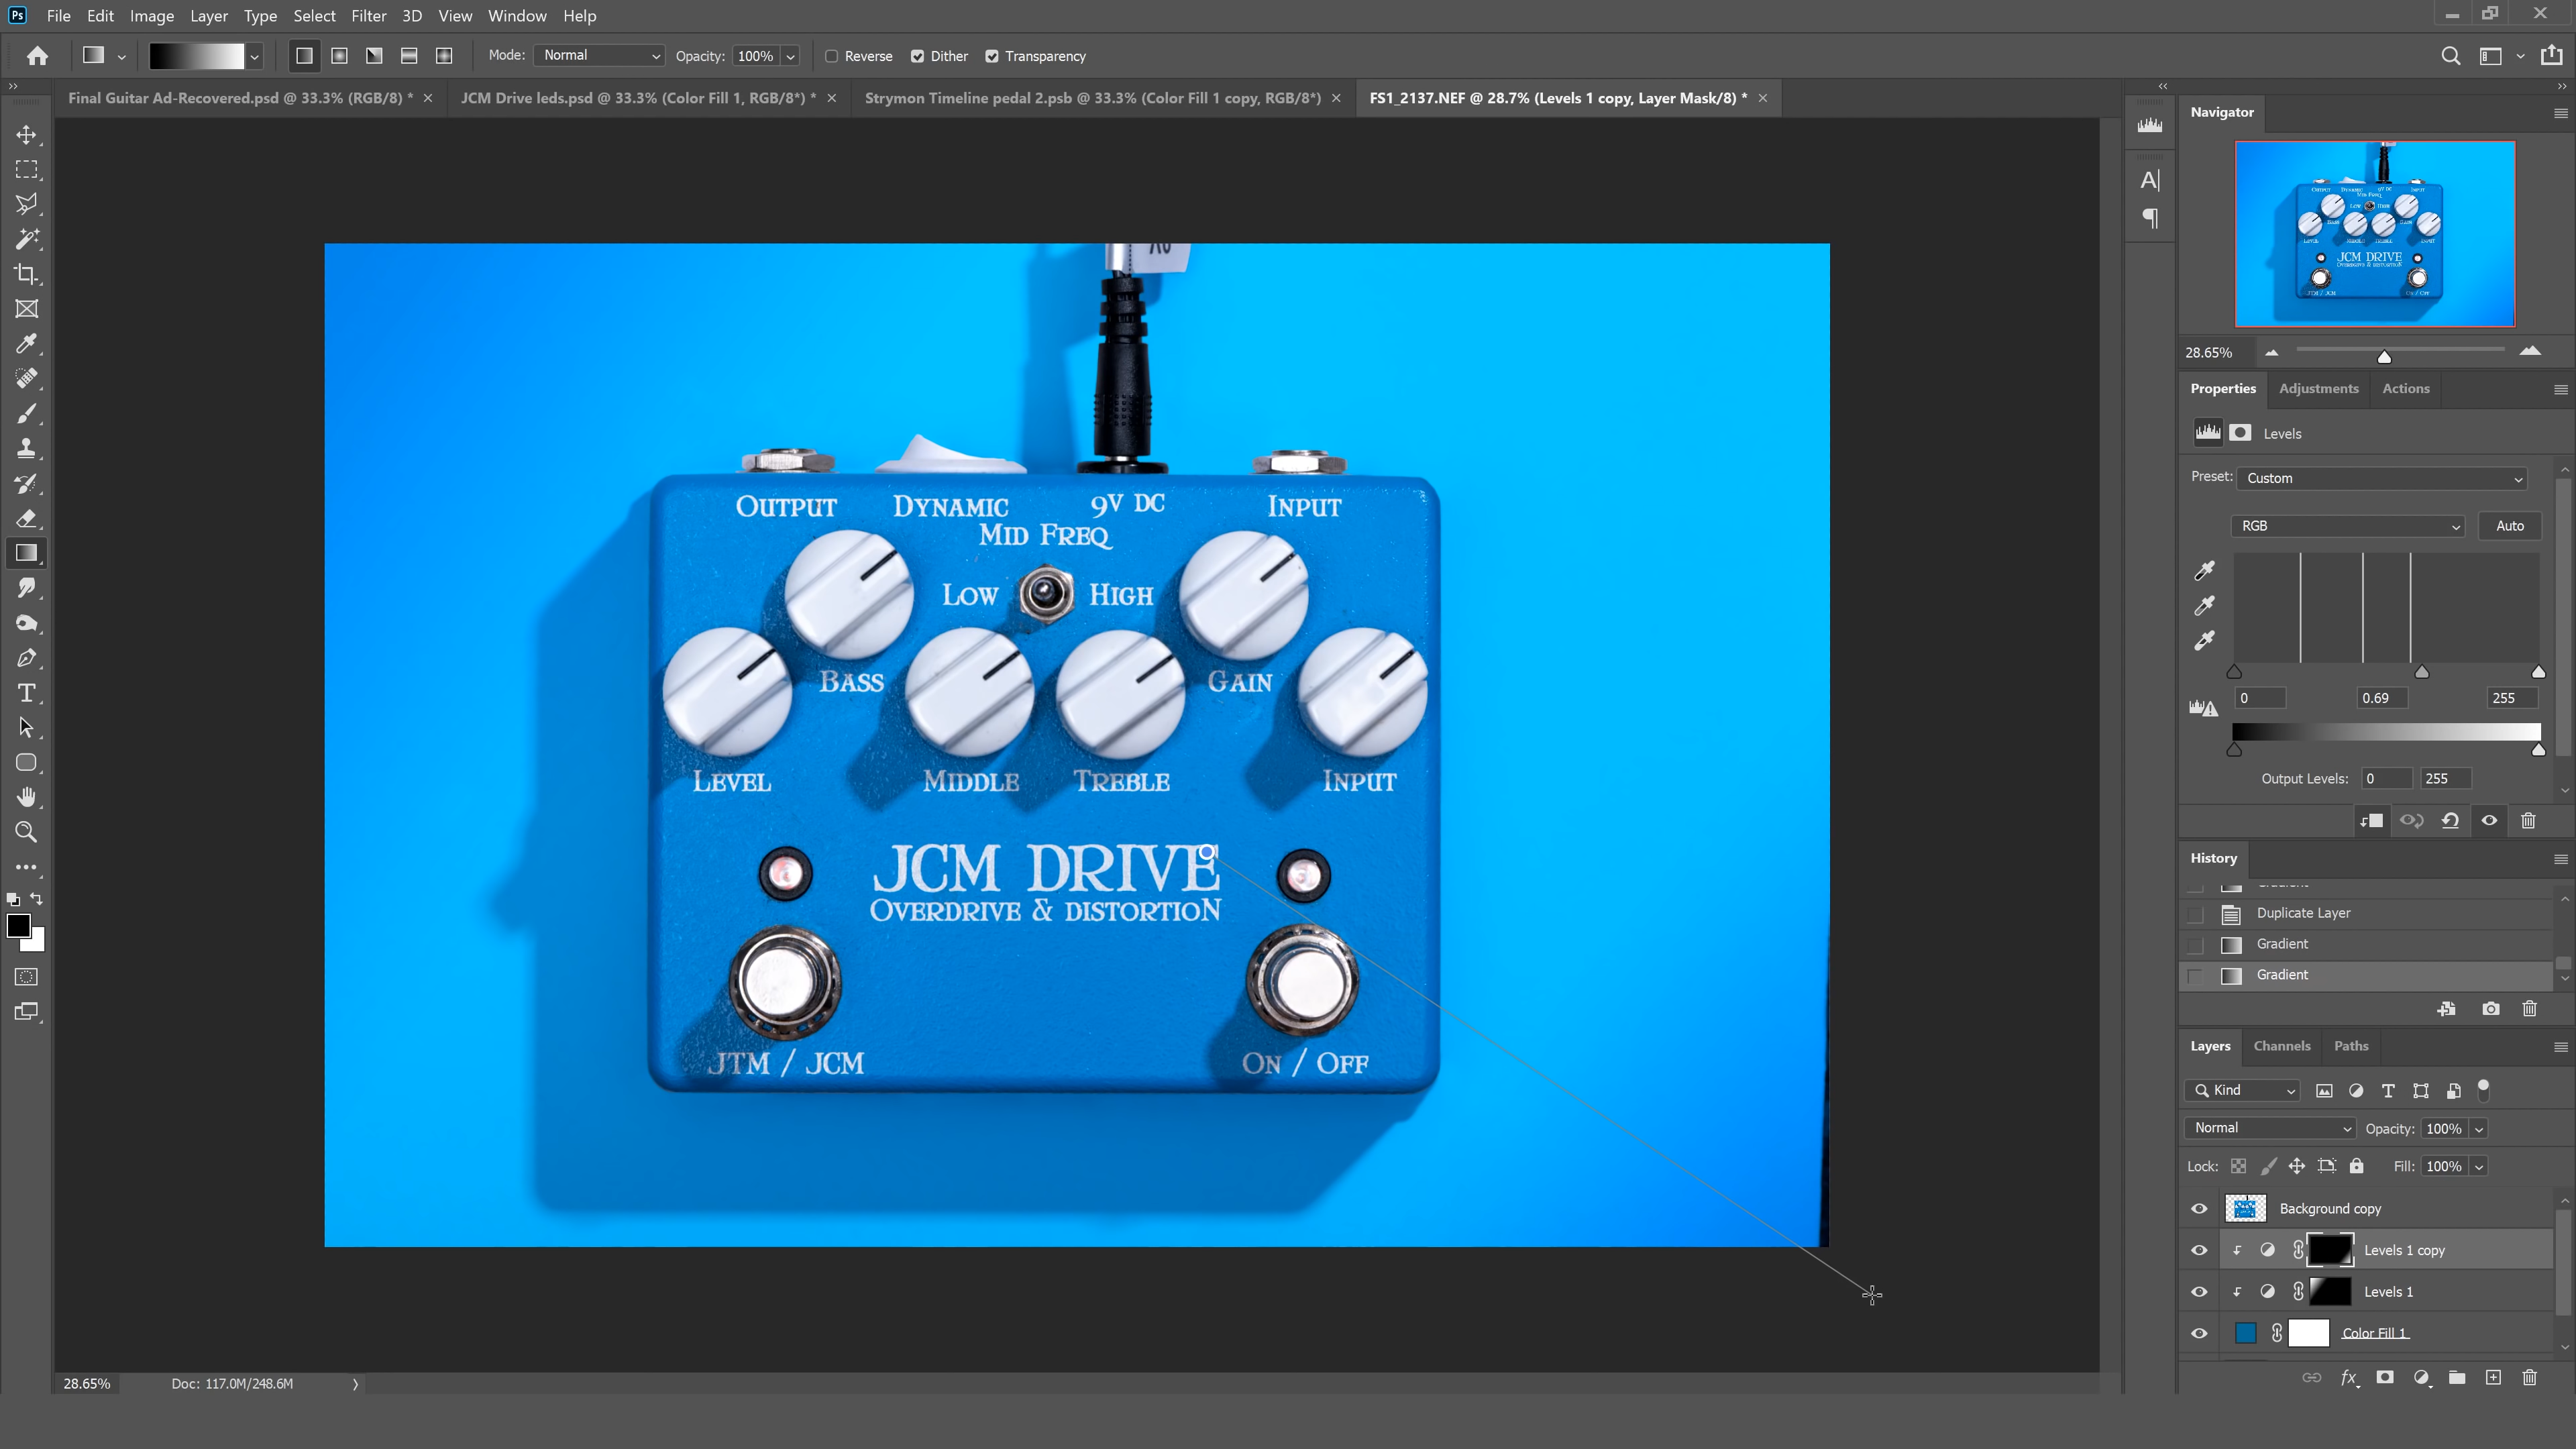 Ps File Edit Image Layer Type Select Filter 3D View Window Help
Mode: Normal Opacity: 100% Reverse Dither Transparency
Final Guitar Ad-Recovered.psd @ 33.3% (RGB/8) * JCM Drive leds.psd @ 33.3% (Color Fill 1, RGB/8*) * Strymon Timeline pedal 2.psb @ 33.3% (Color Fill 1 copy, RGB/8*) FS1_2137.NEF @ 28.7% (Levels 1 copy, Layer Mask/8) *
Navigator
28.65%
Properties Adjustments Actions
Levels
Preset: Custom
RGB Auto
0 0.69 255
Output Levels: 0 255
History
Gradient
Duplicate Layer
Gradient
Gradient
Layers Channels Paths
Kind
Normal Opacity: 100%
Lock: Fill: 100%
Background copy
Levels 1 copy
Levels 1
Color Fill 1
OUTPUT DYNAMIC 9V DC INPUT
MID FREQ
LOW HIGH
BASS GAIN
LEVEL MIDDLE TREBLE INPUT
JCM DRIVE
OVERDRIVE & DISTORTION
JTM / JCM ON / OFF
28.65% Doc: 117.0M/248.6M